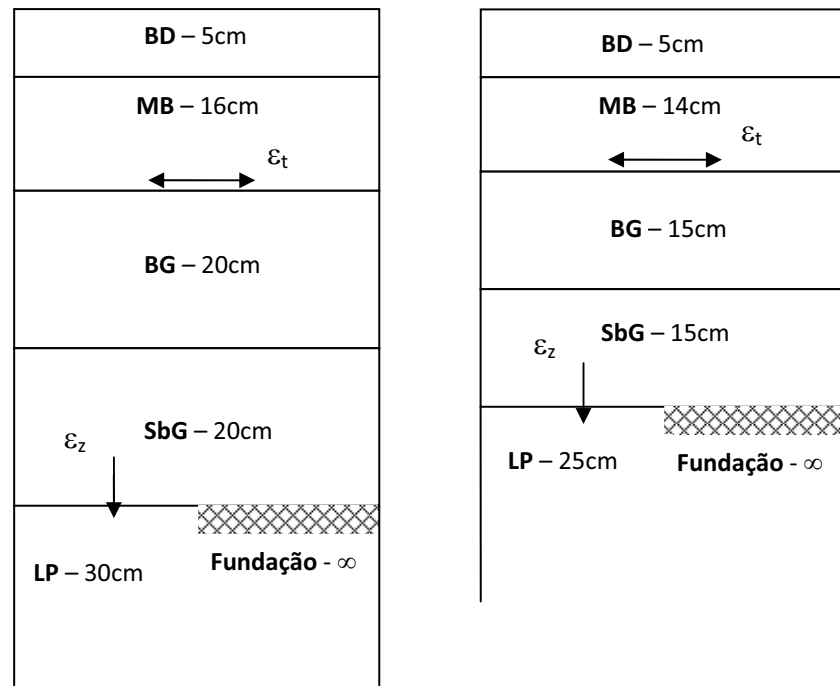 BD – 5cm
MB – 16cm
εt
BG – 20cm
SbG – 20cm
εz
LP – 30cm
Fundação - ∞
BD – 5cm
MB – 14cm
εt
BG – 15cm
SbG – 15cm
εz
LP – 25cm
Fundação - ∞